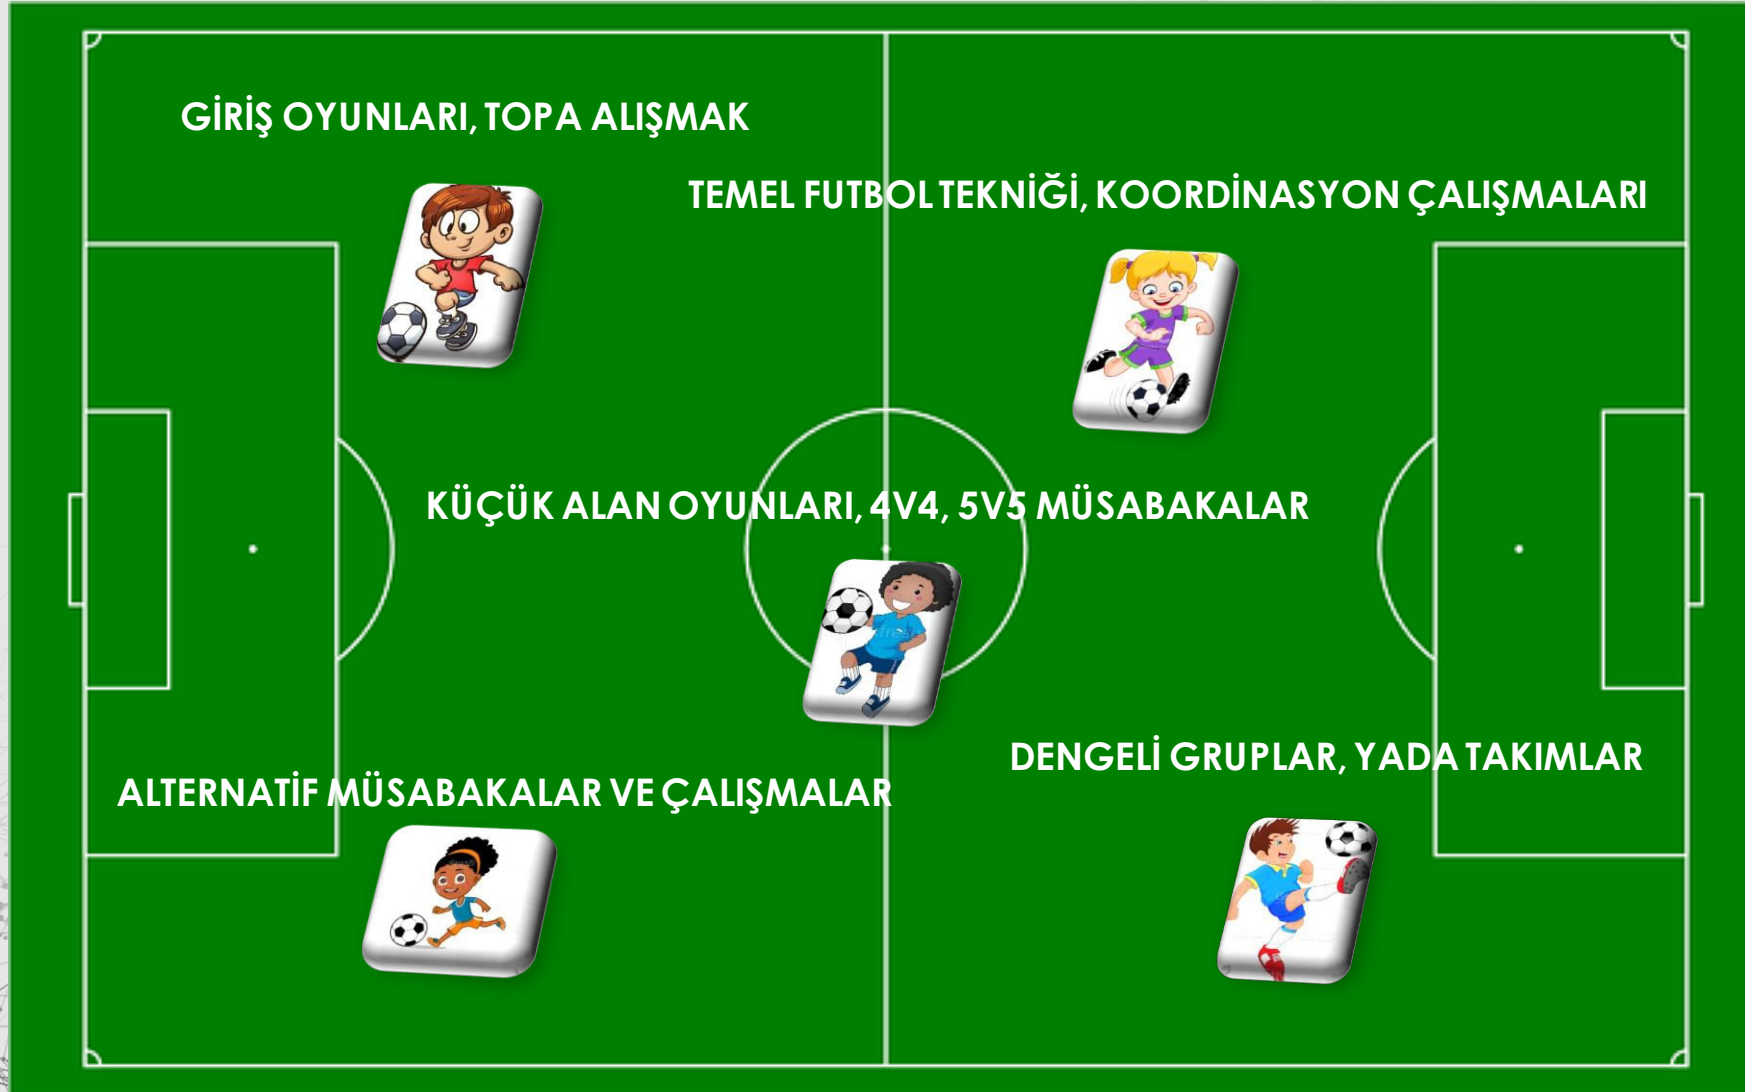 GİRİŞ OYUNLARI, TOPA ALIŞMAK
TEMEL FUTBOL TEKNİĞİ, KOORDİNASYON ÇALIŞMALARI
KÜÇÜK ALAN OYUNLARI, 4V4, 5V5 MÜSABAKALAR
ALTERNATİF MÜSABAKALAR VE ÇALIŞMALAR
DENGELİ GRUPLAR, YADA TAKIMLAR